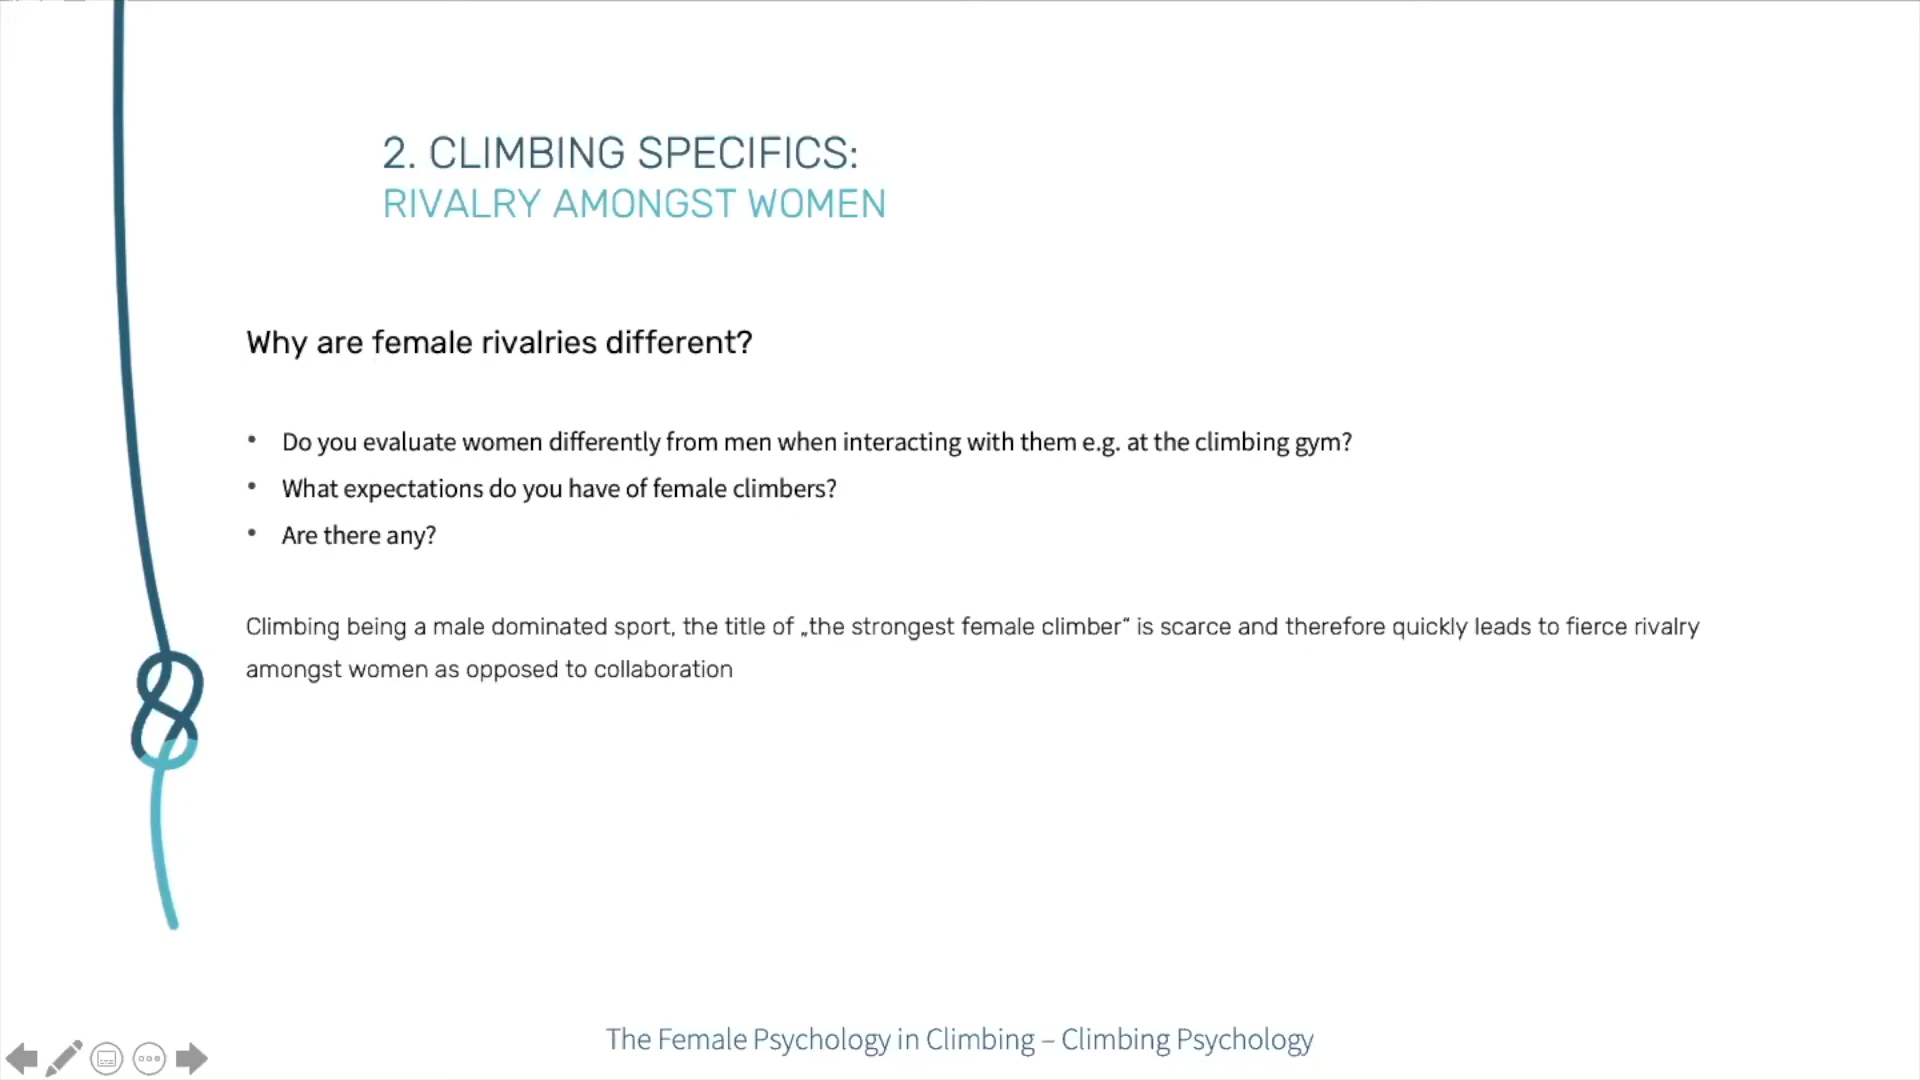 2. CLIMBING SPECIFICS:
RIVALRY AMONGST WOMEN
Why are female rivalries different?
• Do you evaluate women differently from men when interacting with them e.g. at the climbing gym?
• What expectations do you have of female climbers?
• Are there any?
Climbing being a male dominated sport, the title of „the strongest female climber“ is scarce and therefore quickly leads to fierce rivalry
amongst women as opposed to collaboration
The Female Psychology in Climbing – Climbing Psychology